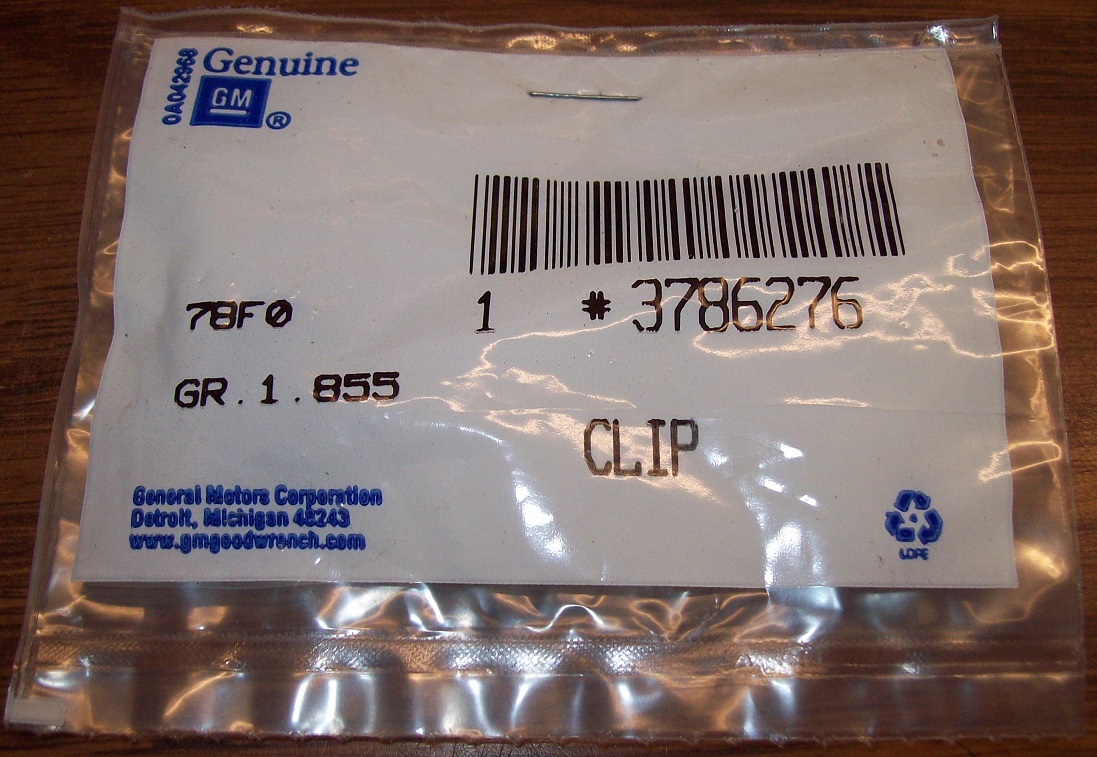 0A042968
Genuine
GM ®
1 # 3786276
78F0
GR.1.855
CLIP
General Motors Corporation
Detroit, Michigan 48243
www.gmgoodwrench.com
LDPE